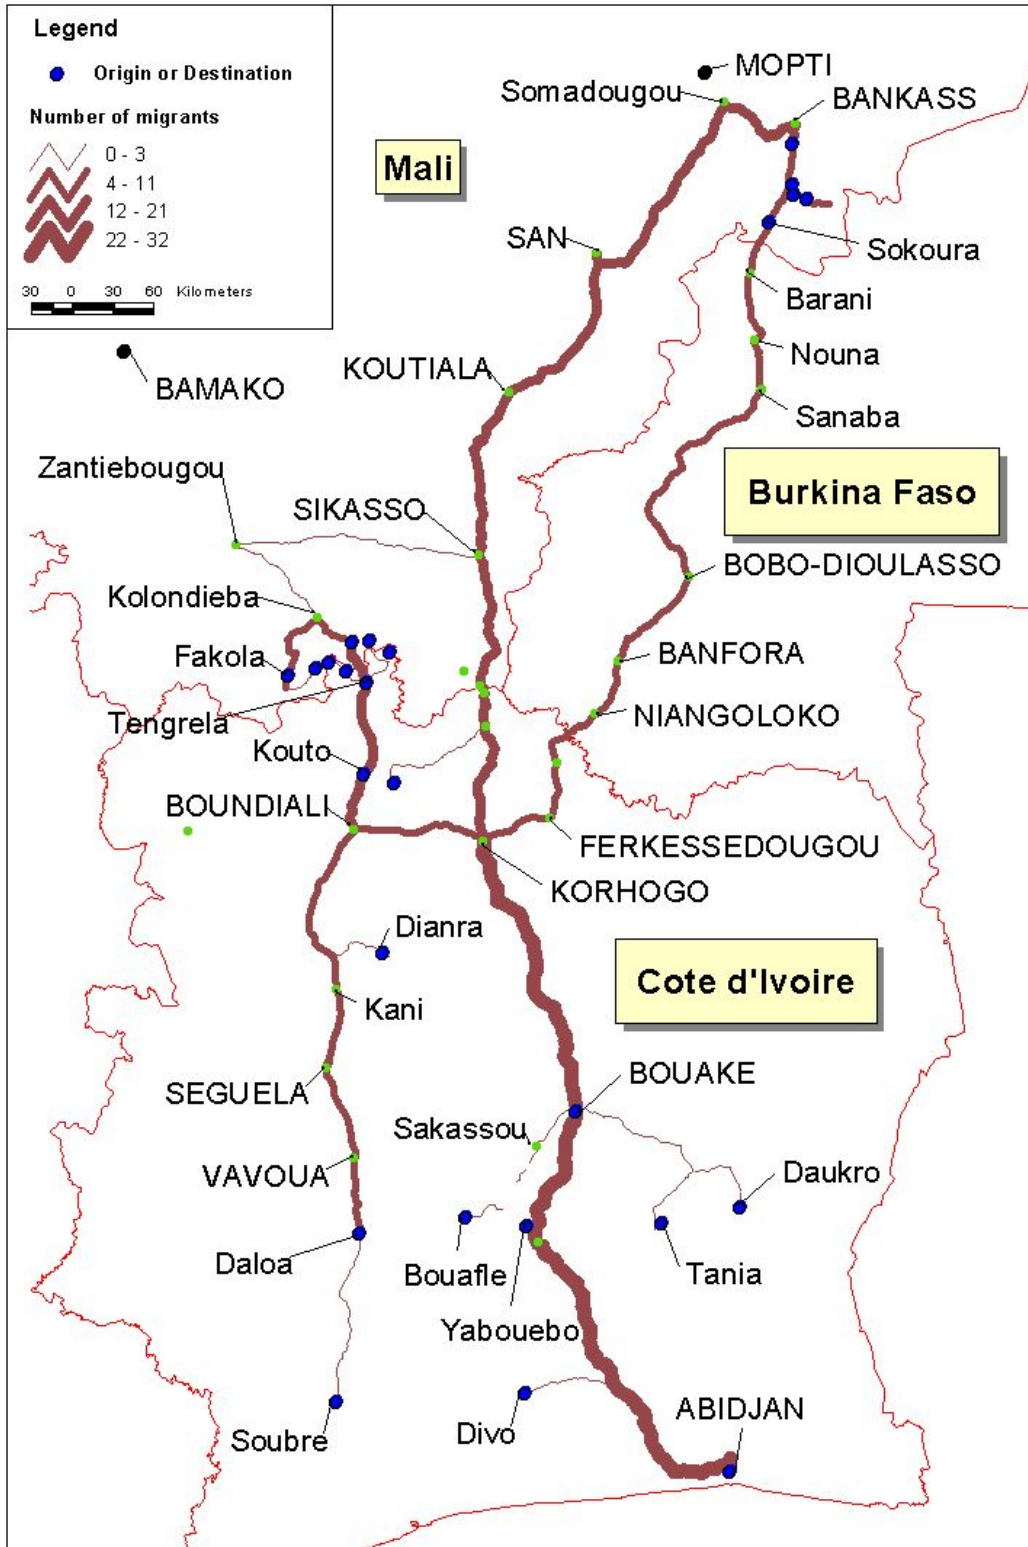 Legend
Origin or Destination
Number of migrants
0 - 3
4 - 11
12 - 21
22 - 32
30 0 30 60 Kilometers
MOPTI
Somadougou
BANKASS
Mali
SAN
Sokoura
Barani
Nouna
KOUTIALA
BAMAKO
Sanaba
Zantiebougou
Burkina Faso
SIKASSO
BOBO-DIOULASSO
Kolondieba
Fakola
BANFORA
Tengrela
NIANGOLOKO
Kouto
BOUNDIALI
FERKESSEDOUGOU
KORHOGO
Dianra
Cote d'Ivoire
Kani
BOUAKE
SEGUELA
Sakassou
VAVOUA
Daukro
Daloa
Bouafle
Tania
Yabouebo
ABIDJAN
Soubre
Divo